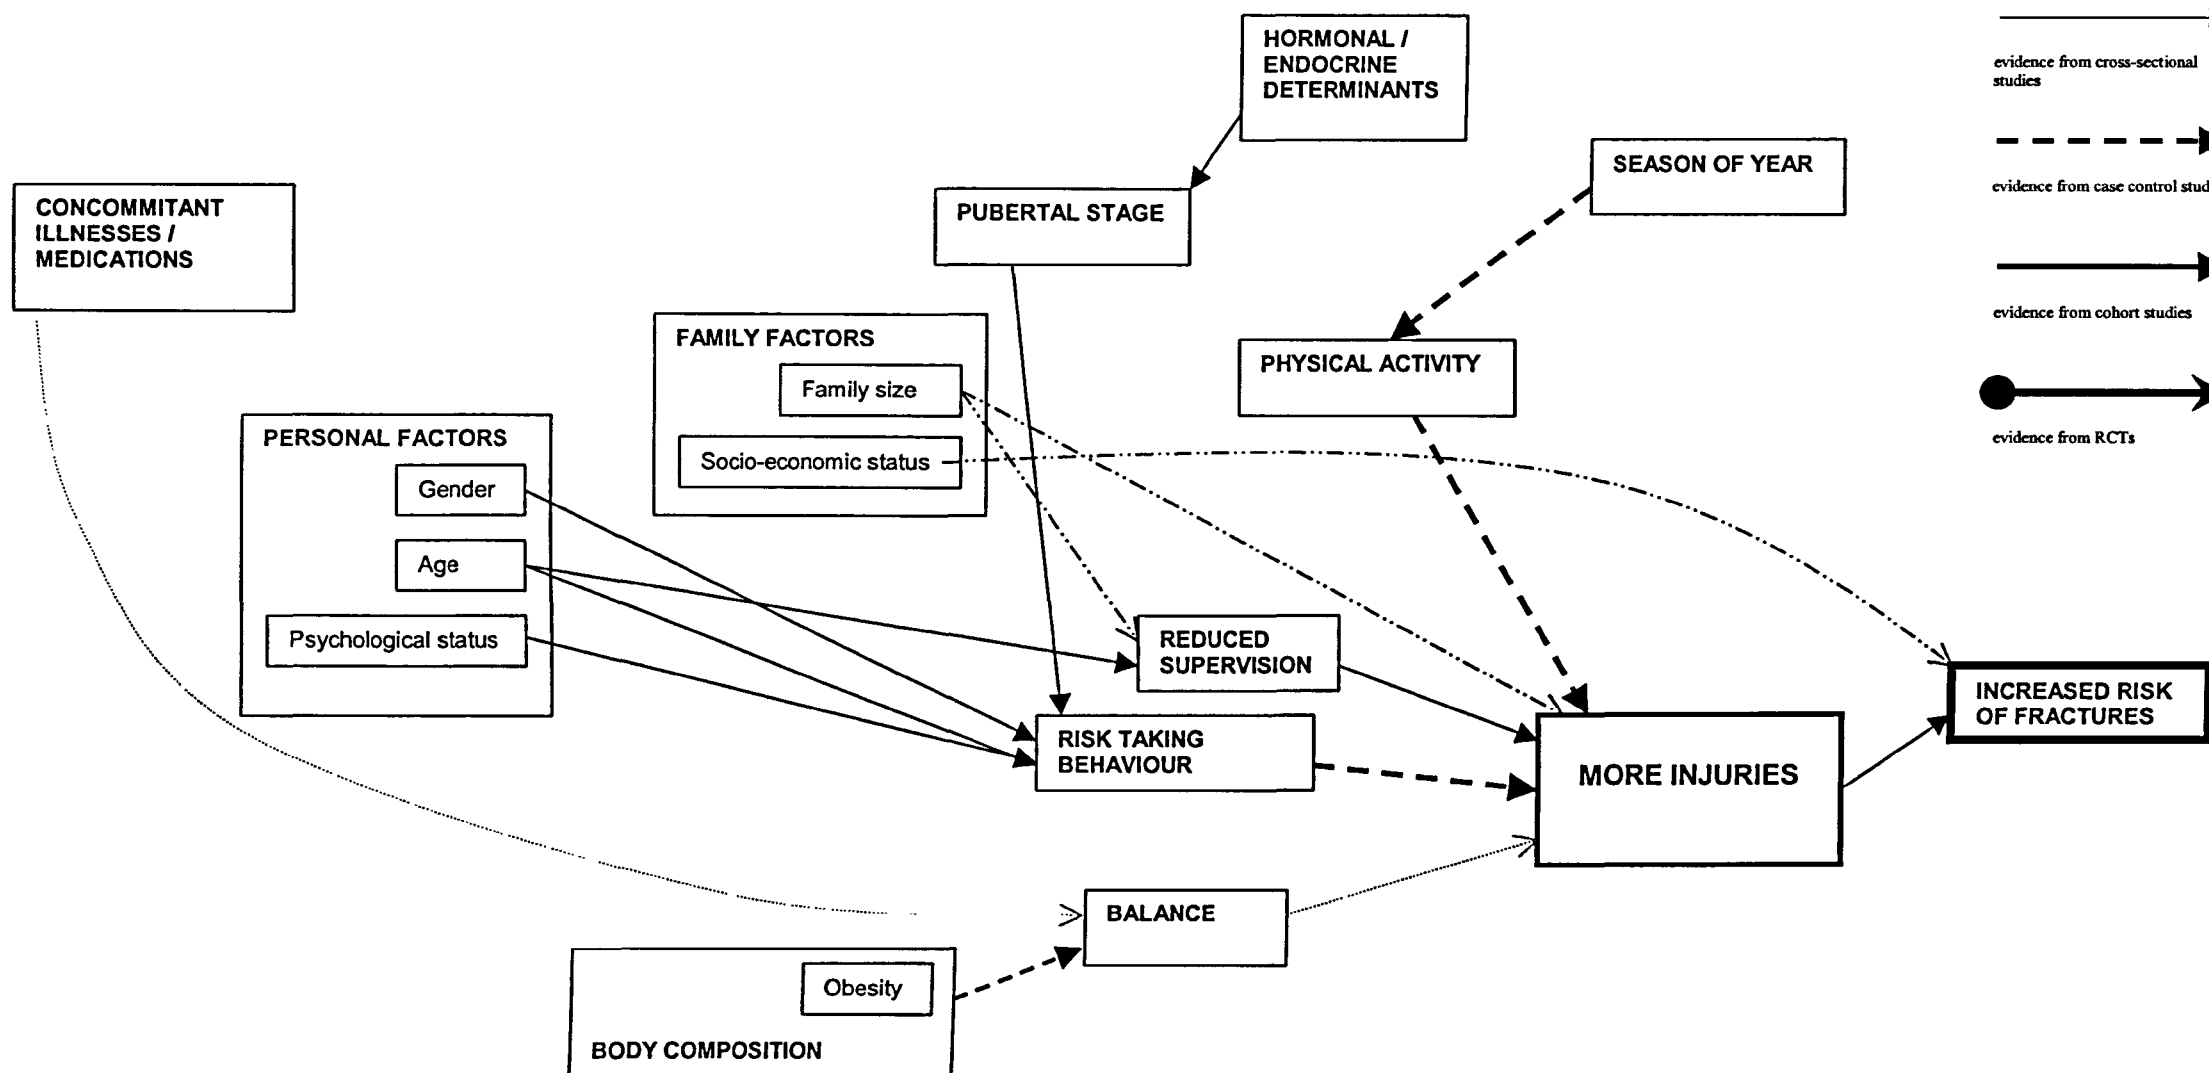 HORMONAL /
ENDOCRINE
DETERMINANTS
evidence from cross-sectional
studies
SEASON OF YEAR
evidence from case control stud
CONCOMMITANT
ILLNESSES /
MEDICATIONS
PUBERTAL STAGE
evidence from cohort studies
FAMILY FACTORS
Family size
Socio-economic status
PHYSICAL ACTIVITY
evidence from RCTs
PERSONAL FACTORS
Gender
Age
Psychological status
REDUCED
SUPERVISION
RISK TAKING
BEHAVIOUR
MORE INJURIES
INCREASED RISK
OF FRACTURES
BALANCE
Obesity
BODY COMPOSITION